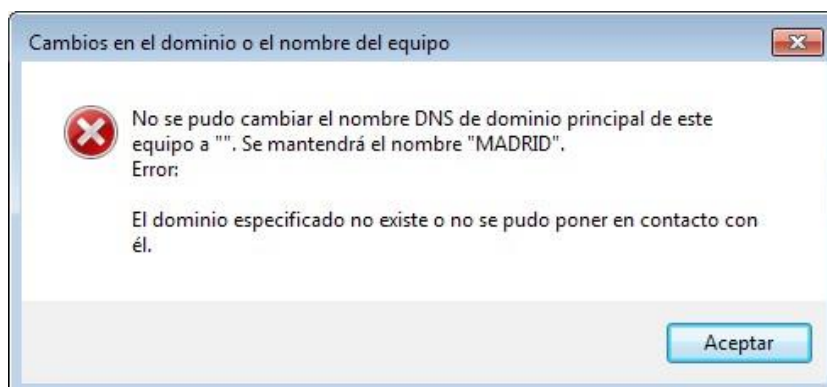 Cambios en el dominio o el nombre del equipo
No se pudo cambiar el nombre DNS de dominio principal de este
equipo a "". Se mantendrá el nombre "MADRID".
Error:
El dominio especificado no existe o no se pudo poner en contacto con
él.
Aceptar